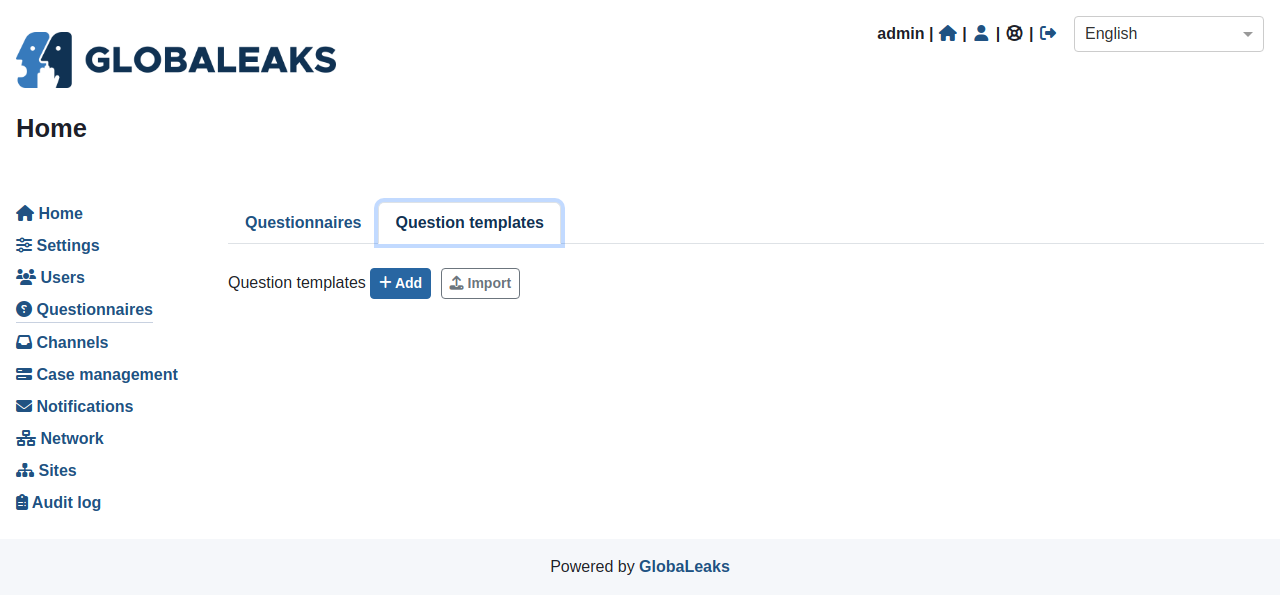 GLOBALEAKS
admin | | | |
English
Home
Home
Settings
Users
Questionnaires
Channels
Case management
Notifications
Network
Sites
Audit log
Questionnaires
Question templates
Question templates Add Import
Powered by GlobaLeaks